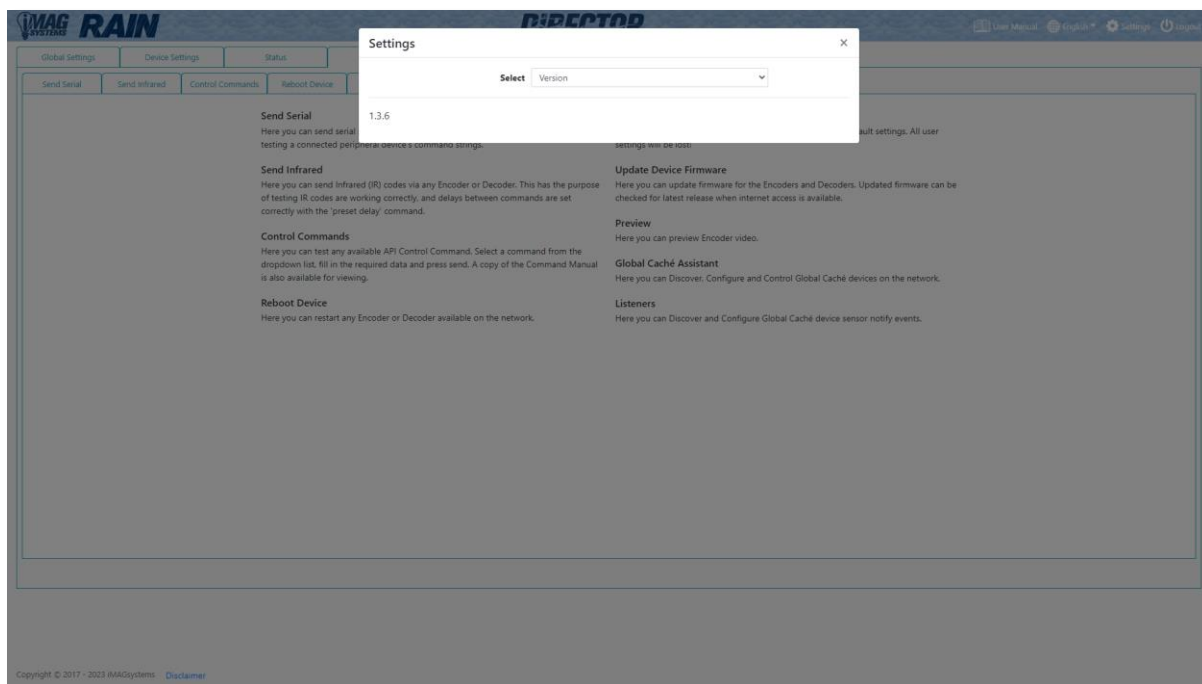 iMAG SYSTEMS RAIN
DiRECTOR
User Manual English Settings Logout
Settings ×
Global Settings Device Settings Status
Select Version
Send Serial Send Infrared Control Commands Reboot Device
1.3.6
Send Serial
Here you can send serial
testing a connected peripheral device's command strings.
Send Infrared
Here you can send Infrared (IR) codes via any Encoder or Decoder. This has the purpose
of testing IR codes are working correctly, and delays between commands are set
correctly with the 'preset delay' command.
Control Commands
Here you can test any available API Control Command. Select a command from the
dropdown list, fill in the required data and press send. A copy of the Command Manual
is also available for viewing.
Reboot Device
Here you can restart any Encoder or Decoder available on the network.
ault settings. All user
settings will be lost!
Update Device Firmware
Here you can update firmware for the Encoders and Decoders. Updated firmware can be
checked for latest release when internet access is available.
Preview
Here you can preview Encoder video.
Global Caché Assistant
Here you can Discover, Configure and Control Global Caché devices on the network.
Listeners
Here you can Discover and Configure Global Caché device sensor notify events.
Copyright © 2017 - 2023 iMAGsystems Disclaimer